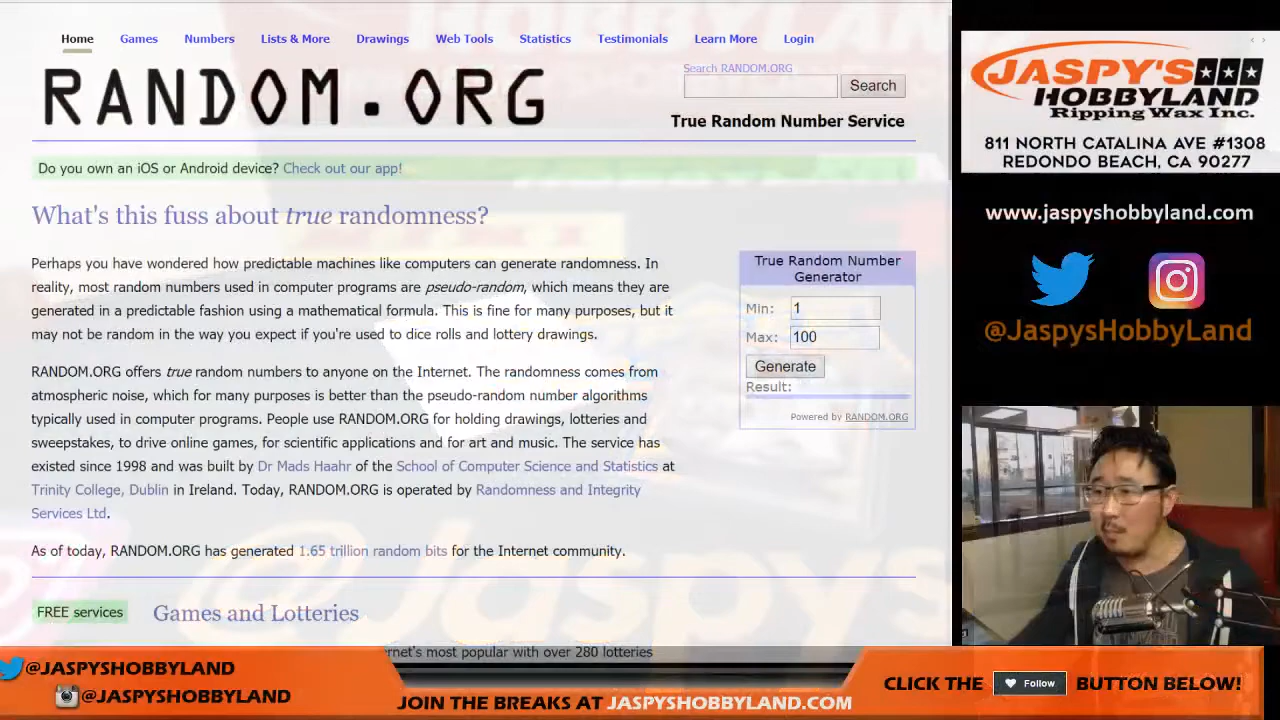 Home Games Numbers Lists & More Drawings Web Tools Statistics Testimonials Learn More Login
RANDOM.ORG
Search RANDOM.ORG
Search
True Random Number Service
Do you own an iOS or Android device? Check out our app!
What's this fuss about true randomness?
Perhaps you have wondered how predictable machines like computers can generate randomness. In
reality, most random numbers used in computer programs are pseudo-random, which means they are
generated in a predictable fashion using a mathematical formula. This is fine for many purposes, but it
may not be random in the way you expect if you're used to dice rolls and lottery drawings.
RANDOM.ORG offers true random numbers to anyone on the Internet. The randomness comes from
atmospheric noise, which for many purposes is better than the pseudo-random number algorithms
typically used in computer programs. People use RANDOM.ORG for holding drawings, lotteries and
sweepstakes, to drive online games, for scientific applications and for art and music. The service has
existed since 1998 and was built by Dr Mads Haahr of the School of Computer Science and Statistics at
Trinity College, Dublin in Ireland. Today, RANDOM.ORG is operated by Randomness and Integrity
Services Ltd.
As of today, RANDOM.ORG has generated 1.65 trillion random bits for the Internet community.
True Random Number
Generator
Min: 1
Max: 100
Generate
Result:
Powered by RANDOM.ORG
FREE services
Games and Lotteries
ernet's most popular with over 280 lotteries
JASPY'S
HOBBYLAND
Ripping Wax Inc.
811 NORTH CATALINA AVE #1308
REDONDO BEACH, CA 90277
www.jaspyshobbyland.com
@JaspysHobbyLand
@JASPYSHOBBYLAND
@JASPYSHOBBYLAND
JOIN THE BREAKS AT JASPYSHOBBYLAND.COM
CLICK THE Follow BUTTON BELOW!